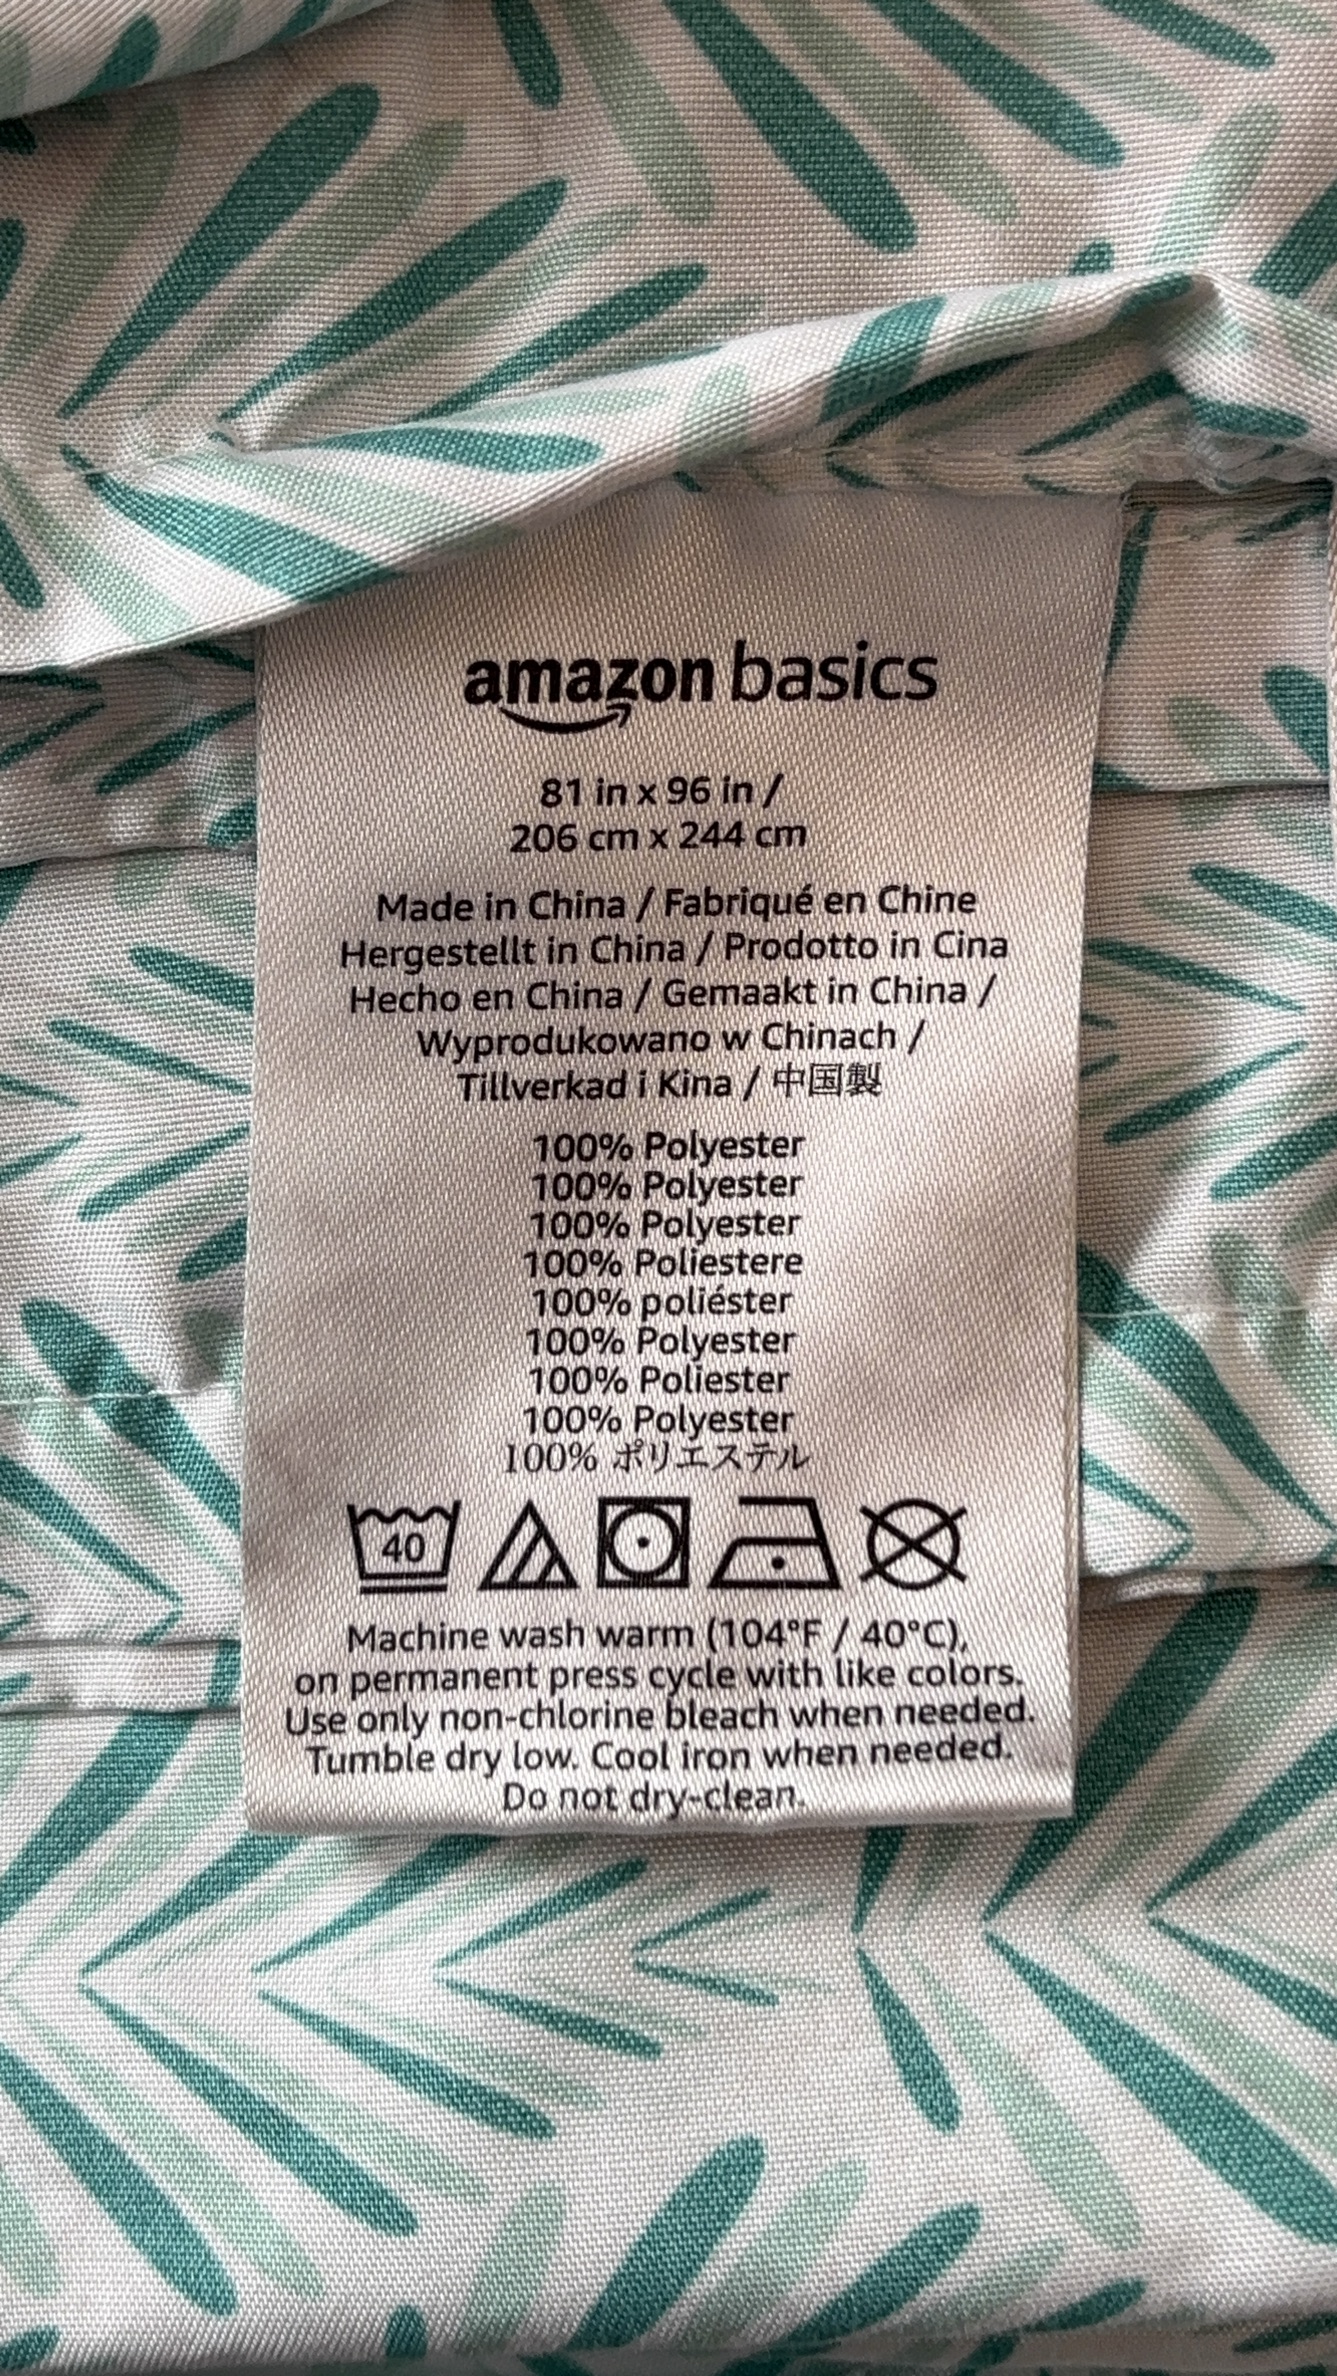 amazon basics
81 in x 96 in /
206 cm x 244 cm
Made in China / Fabriqué en Chine
Hergestellt in China / Prodotto in Cina
Hecho en China / Gemaakt in China /
Wyprodukowano w Chinach /
Tillverkad i Kina / 中国製
100% Polyester
100% Polyester
100% Polyester
100% Poliestere
100% poliéster
100% Polyester
100% Poliester
100% Polyester
100% ポリエステル
40
Machine wash warm (104°F / 40°C),
on permanent press cycle with like colors.
Use only non-chlorine bleach when needed.
Tumble dry low. Cool iron when needed.
Do not dry-clean.